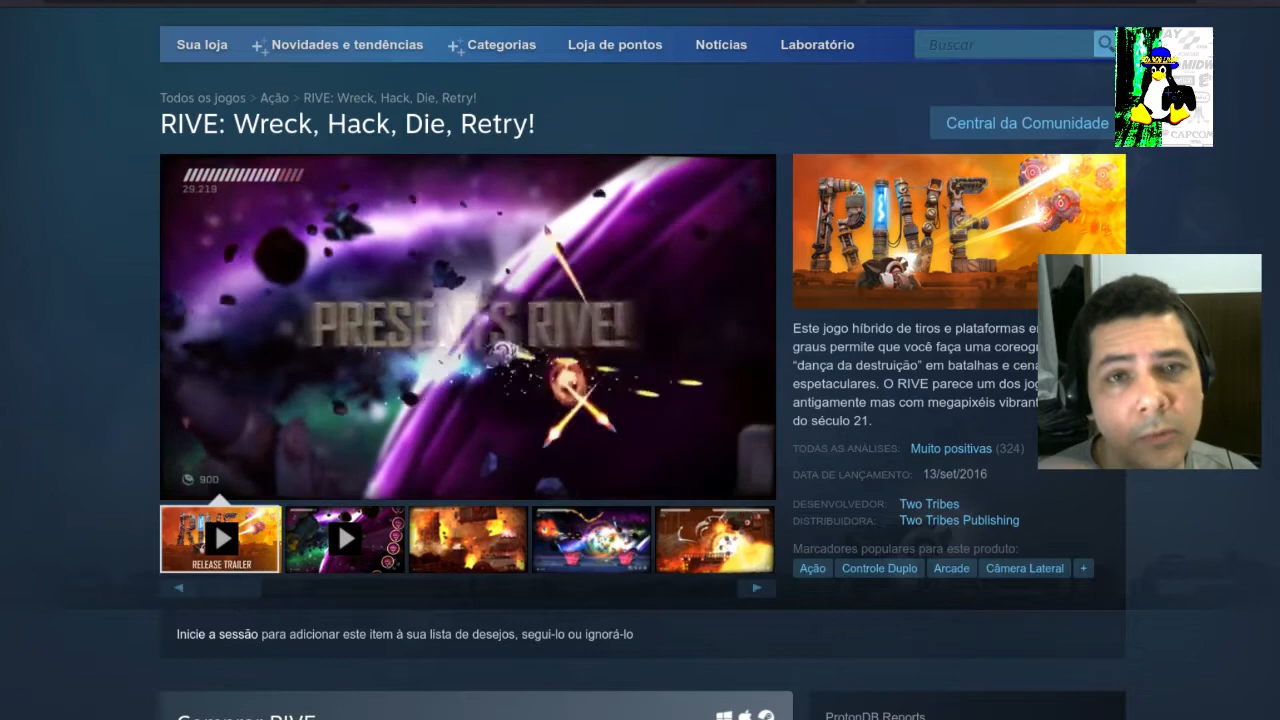 Sua loja
Novidades e tendências
Categorias
Loja de pontos
Notícias
Laboratório
Buscar
MIDW
CAPCOM
Todos os jogos > Ação > RIVE: Wreck, Hack, Die, Retry!
RIVE: Wreck, Hack, Die, Retry!
Central da Comunidade
29.219
PRESENTS RIVE!
900
RIVE
RELEASE TRAILER
Este jogo híbrido de tiros e plataformas
graus permite que você faça uma
“dança da destruição” em batalhas e
espetaculares. O RIVE parece um dos
antigamente mas com megapixéis
do século 21.
TODAS AS ANÁLISES: Muito positivas (324)
DATA DE LANÇAMENTO: 13/set/2016
DESENVOLVEDOR: Two Tribes
DISTRIBUIDORA: Two Tribes Publishing
Marcadores populares para este produto:
Ação
Controle Duplo
Arcade
Câmera Lateral
+
Inicie a sessão para adicionar este item à sua lista de desejos, segui-lo ou ignorá-lo
Comprar RIVE
ProtonDB Reports